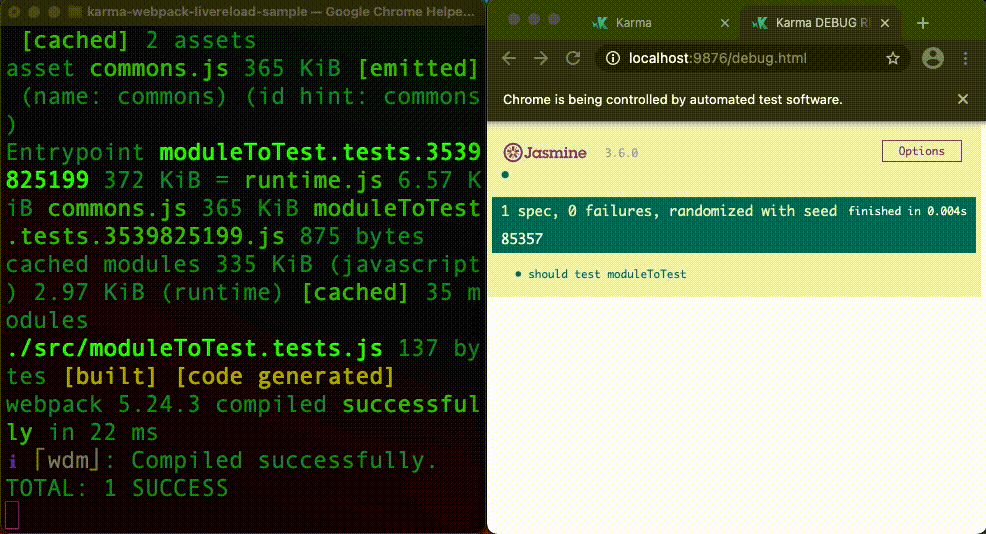 karma-webpack-livereload-sample — Google Chrome Helpe...
[cached] 2 assets
asset commons.js 365 KiB [emitted]
(name: commons) (id hint: commons
)
Entrypoint moduleToTest.tests.3539
825199 372 KiB = runtime.js 6.57 K
iB commons.js 365 KiB moduleToTest
.tests.3539825199.js 875 bytes
cached modules 335 KiB (javascript
) 2.97 KiB (runtime) [cached] 35 m
odules
./src/moduleToTest.tests.js 137 by
tes [built] [code generated]
webpack 5.24.3 compiled successful
ly in 22 ms
ℹ ｢wdm｣: Compiled successfully.
TOTAL: 1 SUCCESS
Karma
Karma DEBUG R
localhost:9876/debug.html
Chrome is being controlled by automated test software.
Jasmine 3.6.0
Options
1 spec, 0 failures, randomized with seed
finished in 0.004s
85357
• should test moduleToTest